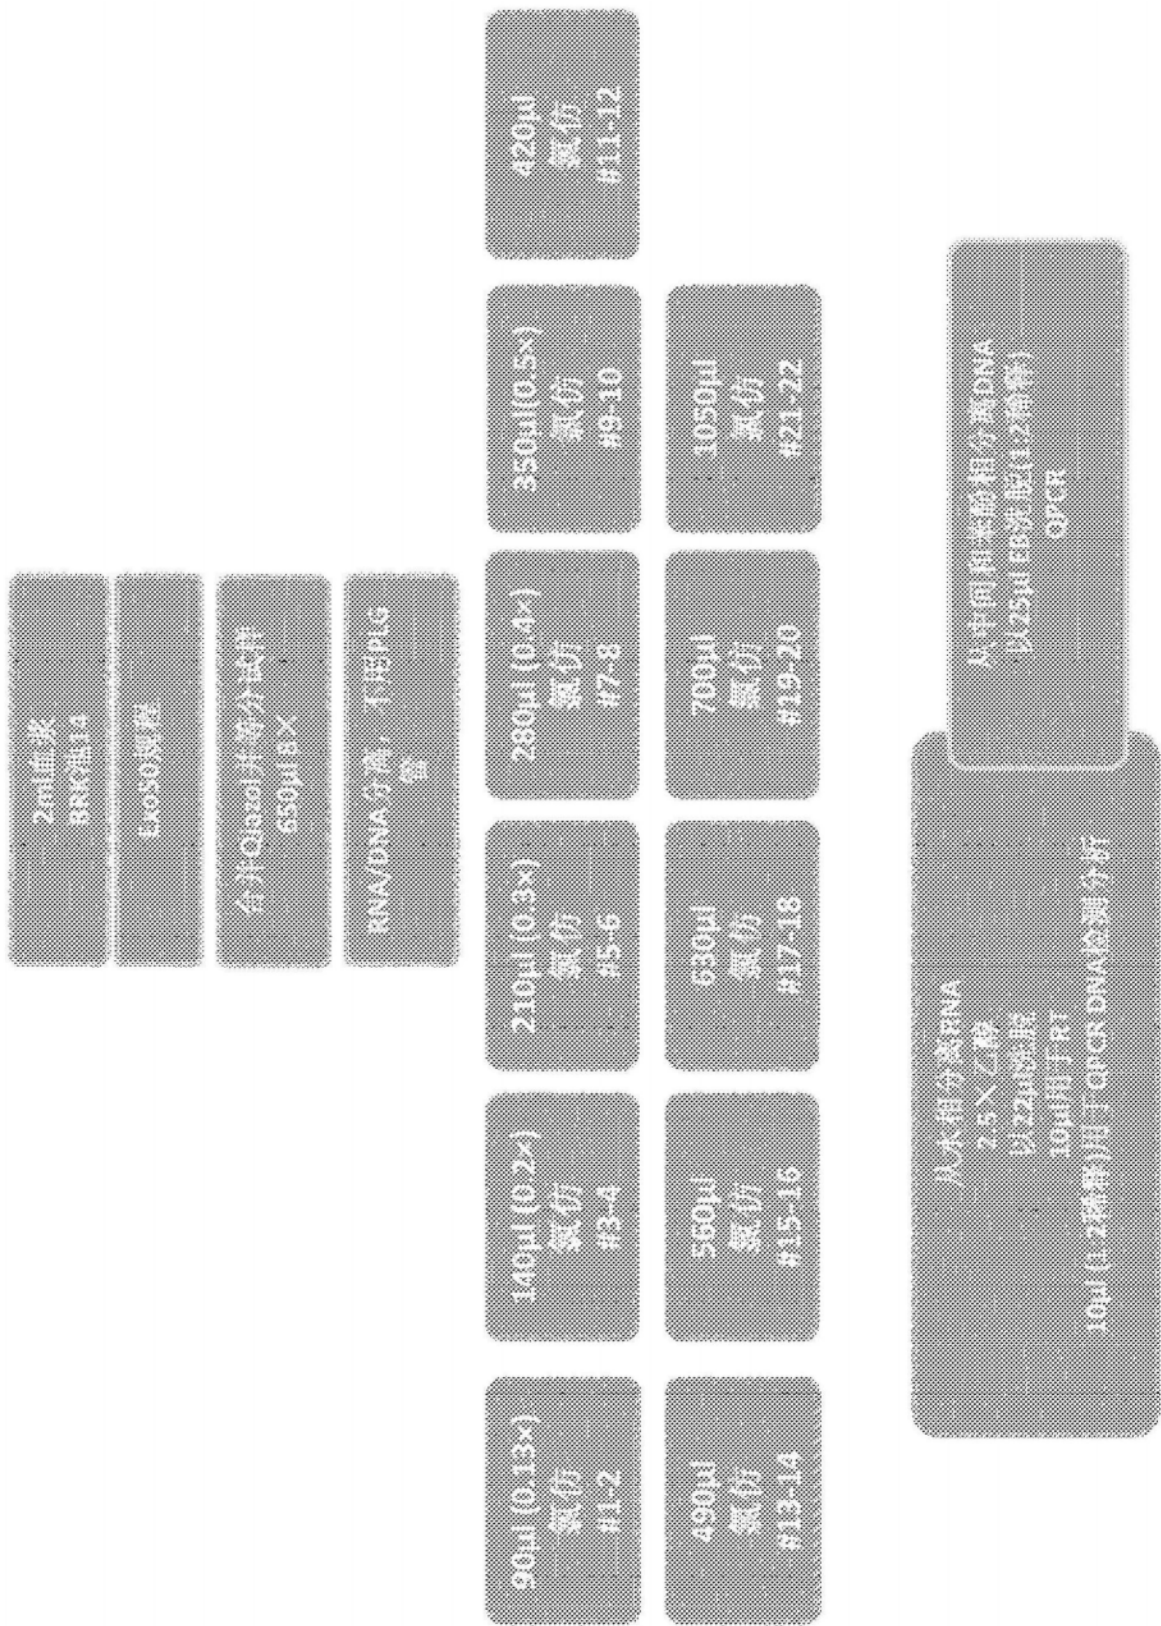 2ml血浆
BRK池14
Exo50规程
合并Qiazol并等分试样
650µl 8×
RNA/DNA分离，不用PLG
管
90µl (0.13×)
氯仿
#1-2
140µl (0.2×)
氯仿
#3-4
210µl (0.3×)
氯仿
#5-6
280µl (0.4×)
氯仿
#7-8
350µl(0.5×)
氯仿
#9-10
420µl
氯仿
#11-12
490µl
氯仿
#13-14
560µl
氯仿
#15-16
630µl
氯仿
#17-18
700µl
氯仿
#19-20
1050µl
氯仿
#21-22
从水相分离RNA
2.5×乙醇
以22µl洗脱
10µl用于RT
10µl (1:2稀释)用于QPCR DNA检测分析
从中间和苯酚相分离DNA
以25µl EB洗脱(1:2稀释)
QPCR